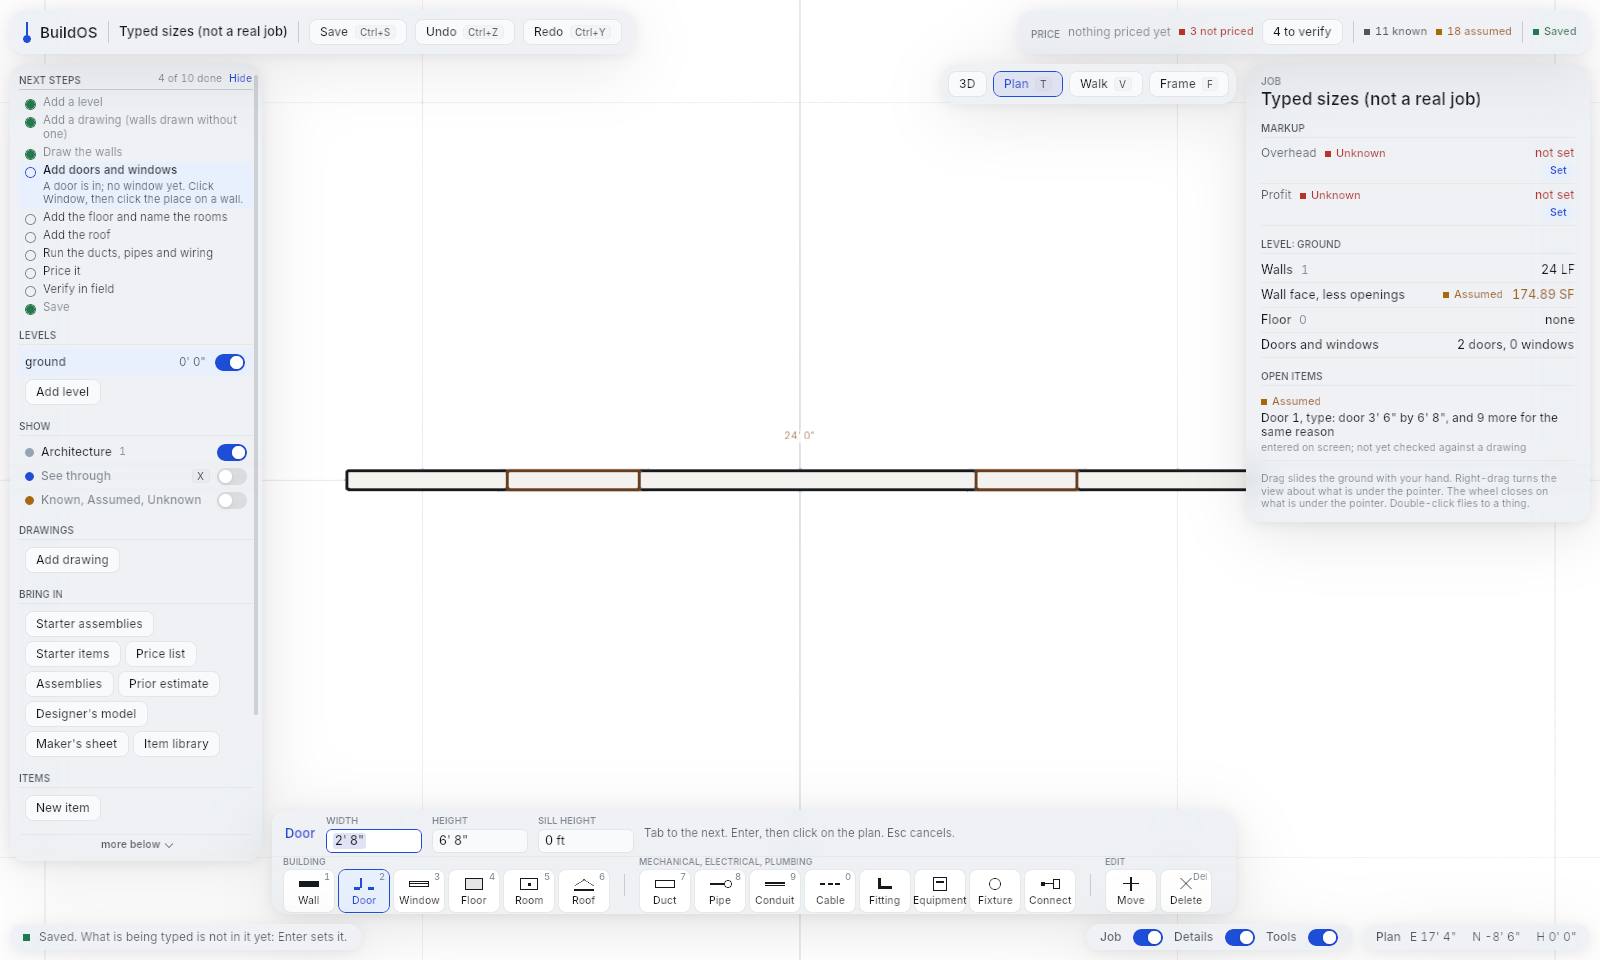 BuildOS
Typed sizes (not a real job)
Save Ctrl+S
Undo Ctrl+Z
Redo Ctrl+Y
PRICE nothing priced yet 3 not priced 4 to verify 11 known 18 assumed Saved
3D
Plan T
Walk V
Frame F
NEXT STEPS 4 of 10 done Hide
Add a level
Add a drawing (walls drawn without
one)
Draw the walls
Add doors and windows
A door is in; no window yet. Click
Window, then click the place on a wall.
Add the floor and name the rooms
Add the roof
Run the ducts, pipes and wiring
Price it
Verify in field
Save
LEVELS
ground 0' 0"
Add level
SHOW
Architecture 1
See through X
Known, Assumed, Unknown
DRAWINGS
Add drawing
BRING IN
Starter assemblies
Starter items Price list
Assemblies Prior estimate
Designer's model
Maker's sheet Item library
ITEMS
New item
more below
24' 0"
JOB
Typed sizes (not a real job)
MARKUP
Overhead Unknown not set
Set
Profit Unknown not set
Set
LEVEL: GROUND
Walls 1 24 LF
Wall face, less openings Assumed 174.89 SF
Floor 0 none
Doors and windows 2 doors, 0 windows
OPEN ITEMS
Assumed
Door 1, type: door 3' 6" by 6' 8", and 9 more for the
same reason
entered on screen; not yet checked against a drawing
Drag slides the ground with your hand. Right-drag turns the
view about what is under the pointer. The wheel closes on
what is under the pointer. Double-click flies to a thing.
WIDTH HEIGHT SILL HEIGHT
Door 2' 8" 6' 8" 0 ft Tab to the next. Enter, then click on the plan. Esc cancels.
BUILDING MECHANICAL, ELECTRICAL, PLUMBING EDIT
1 2 3 4 5 6 7 8 9 0 Del
Wall Door Window Floor Room Roof Duct Pipe Conduit Cable Fitting Equipment Fixture Connect Move Delete
Saved. What is being typed is not in it yet: Enter sets it.
Job Details Tools
Plan E 17' 4" N -8' 6" H 0' 0"